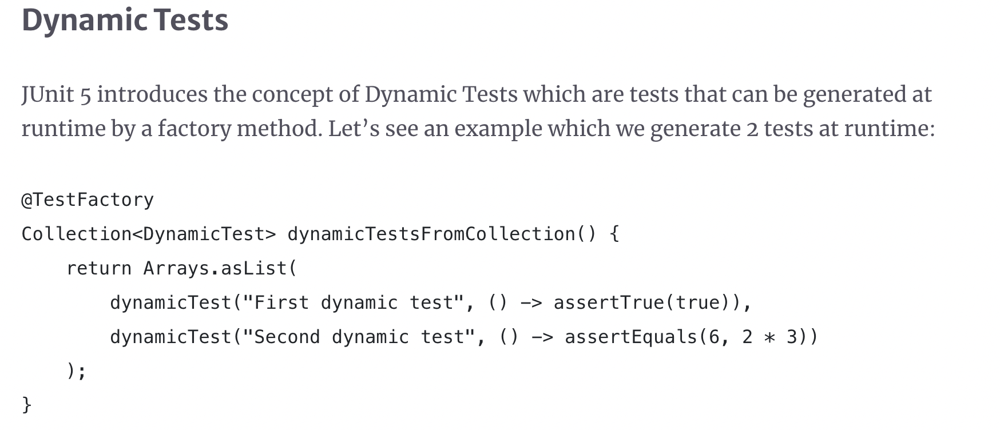 Dynamic Tests
JUnit 5 introduces the concept of Dynamic Tests which are tests that can be generated at
runtime by a factory method. Let’s see an example which we generate 2 tests at runtime:
@TestFactory
Collection<DynamicTest> dynamicTestsFromCollection() {
    return Arrays.asList(
        dynamicTest("First dynamic test", () -> assertTrue(true)),
        dynamicTest("Second dynamic test", () -> assertEquals(6, 2 * 3))
    );
}